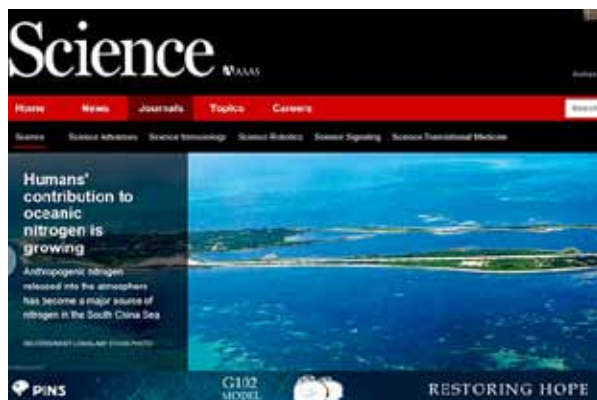 Science
AAAS
Home News Journals Topics Careers
Search
Science Science Advances Science Immunology Science Robotics Science Signaling Science Translational Medicine
Humans'
contribution to
oceanic
nitrogen is
growing
Anthropogenic nitrogen
released into the atmosphere
has become a major source of
nitrogen in the South China Sea
PINS
G102
MODEL
RESTORING HOPE